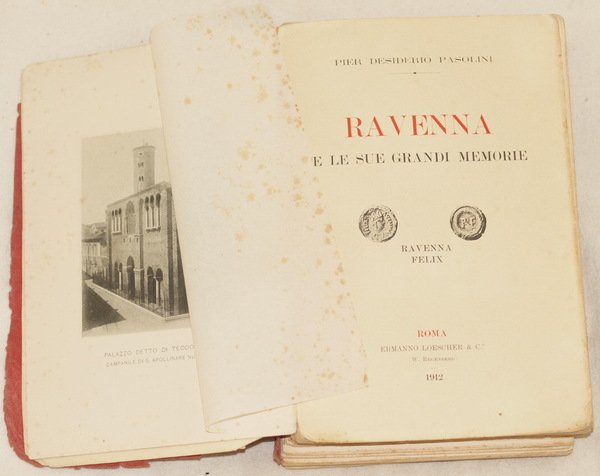 PALAZZO DETTO DI
CAMPANILE DI S. APOLLINARE
PIER DESIDERIO PASOLINI
RAVENNA
E LE SUE GRANDI MEMORIE
RAVENNA
FELIX
ROMA
ERMANNO LOESCHER & C.º
(W. REGENBERG)
1912